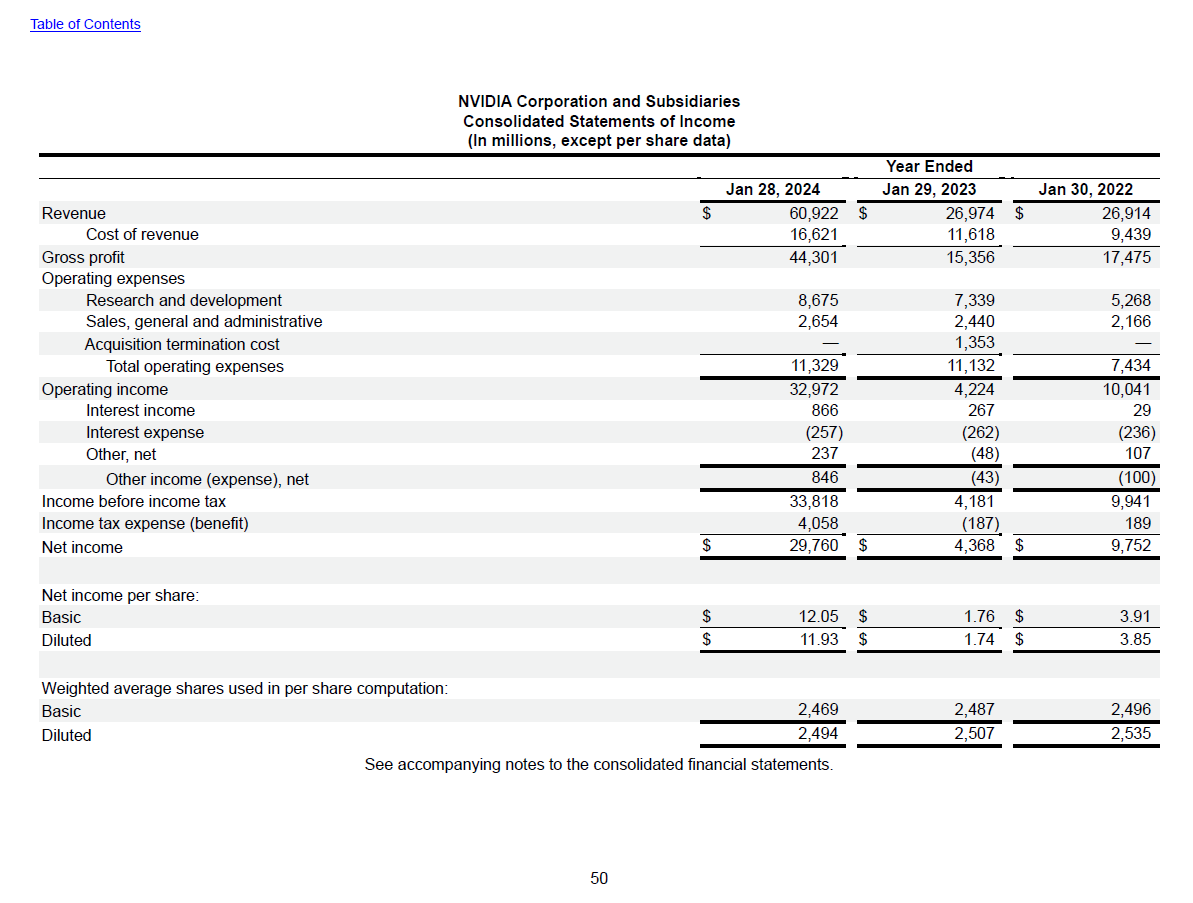 Table of Contents
NVIDIA Corporation and Subsidiaries
Consolidated Statements of Income
(In millions, except per share data)
Year Ended
Jan 28, 2024 Jan 29, 2023 Jan 30, 2022
Revenue $ 60,922 $ 26,974 $ 26,914
Cost of revenue 16,621 11,618 9,439
Gross profit 44,301 15,356 17,475
Operating expenses
Research and development 8,675 7,339 5,268
Sales, general and administrative 2,654 2,440 2,166
Acquisition termination cost — 1,353 —
Total operating expenses 11,329 11,132 7,434
Operating income 32,972 4,224 10,041
Interest income 866 267 29
Interest expense (257) (262) (236)
Other, net 237 (48) 107
Other income (expense), net 846 (43) (100)
Income before income tax 33,818 4,181 9,941
Income tax expense (benefit) 4,058 (187) 189
Net income $ 29,760 $ 4,368 $ 9,752
Net income per share:
Basic $ 12.05 $ 1.76 $ 3.91
Diluted $ 11.93 $ 1.74 $ 3.85
Weighted average shares used in per share computation:
Basic 2,469 2,487 2,496
Diluted 2,494 2,507 2,535
See accompanying notes to the consolidated financial statements.
50